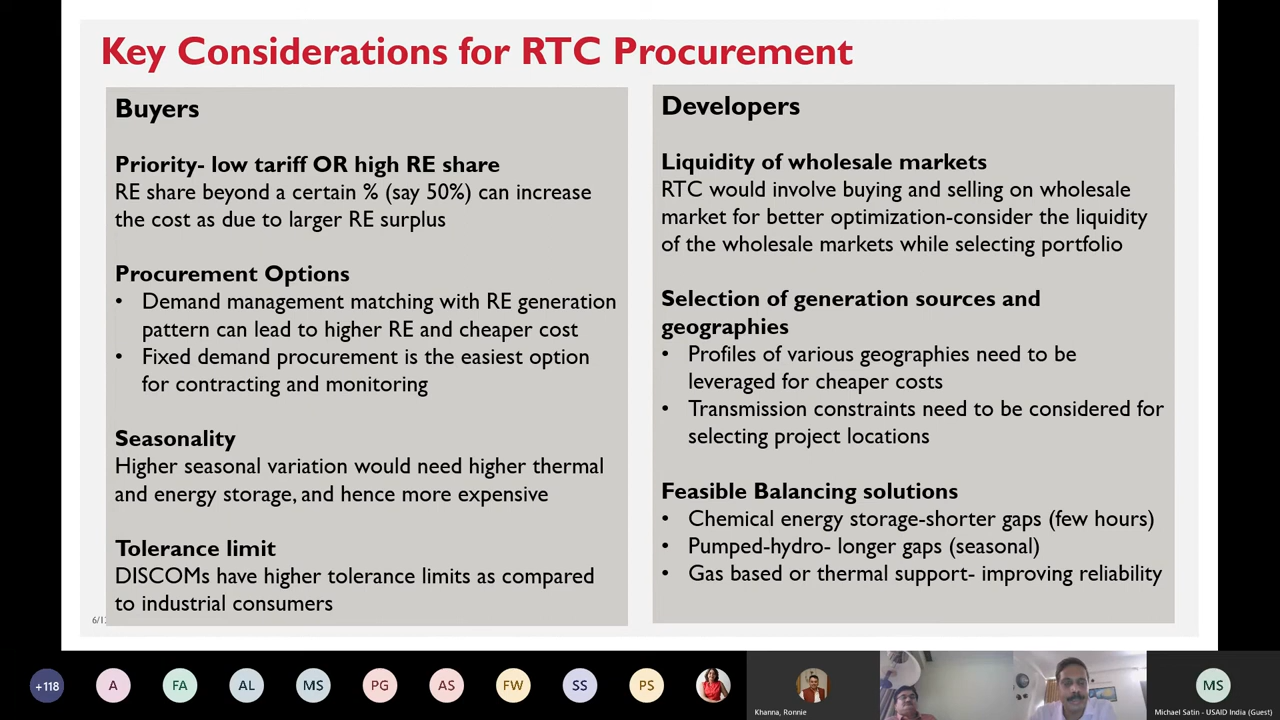 Key Considerations for RTC Procurement
Buyers
Priority- low tariff OR high RE share
RE share beyond a certain % (say 50%) can increase
the cost as due to larger RE surplus
Procurement Options
• Demand management matching with RE generation
pattern can lead to higher RE and cheaper cost
• Fixed demand procurement is the easiest option
for contracting and monitoring
Seasonality
Higher seasonal variation would need higher thermal
and energy storage, and hence more expensive
Tolerance limit
DISCOMs have higher tolerance limits as compared
to industrial consumers
Developers
Liquidity of wholesale markets
RTC would involve buying and selling on wholesale
market for better optimization-consider the liquidity
of the wholesale markets while selecting portfolio
Selection of generation sources and
geographies
• Profiles of various geographies need to be
leveraged for cheaper costs
• Transmission constraints need to be considered for
selecting project locations
Feasible Balancing solutions
• Chemical energy storage-shorter gaps (few hours)
• Pumped-hydro- longer gaps (seasonal)
• Gas based or thermal support- improving reliability
+118 A FA AL MS PG AS FW SS PS MS
Khanna, Ronnie
Michael Satin - USAID India (Guest)